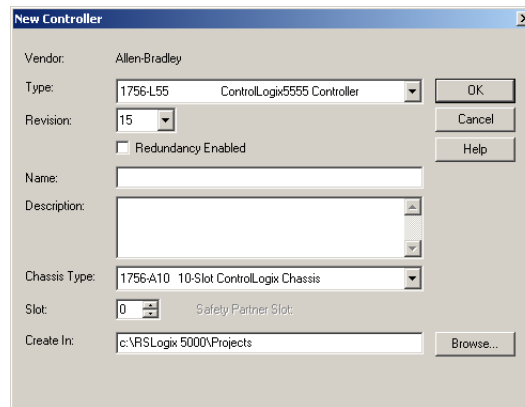 New Controller
Vendor: Allen-Bradley
Type: 1756-L55 ControlLogix5555 Controller OK
Revision: 15 Cancel
Redundancy Enabled Help
Name:
Description:
Chassis Type: 1756-A10 10-Slot ControlLogix Chassis
Slot: 0 Safety Partner Slot:
Create In: c:\RSLogix 5000\Projects Browse...